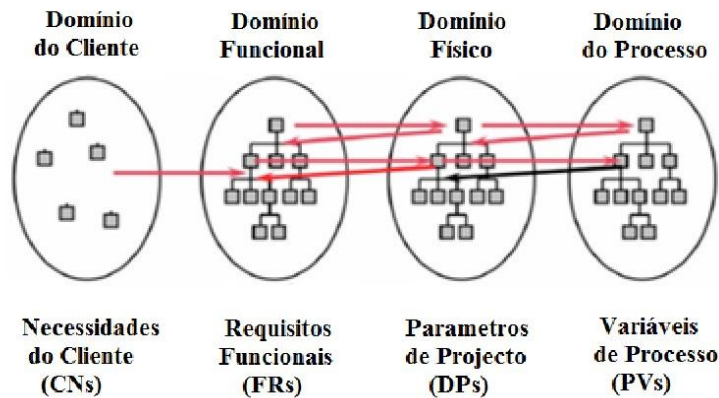 Domínio
do Cliente
Domínio
Funcional
Domínio
Físico
Domínio
do Processo
Necessidades
do Cliente
(CNs)
Requisitos
Funcionais
(FRs)
Parametros
de Projecto
(DPs)
Variáveis
de Processo
(PVs)